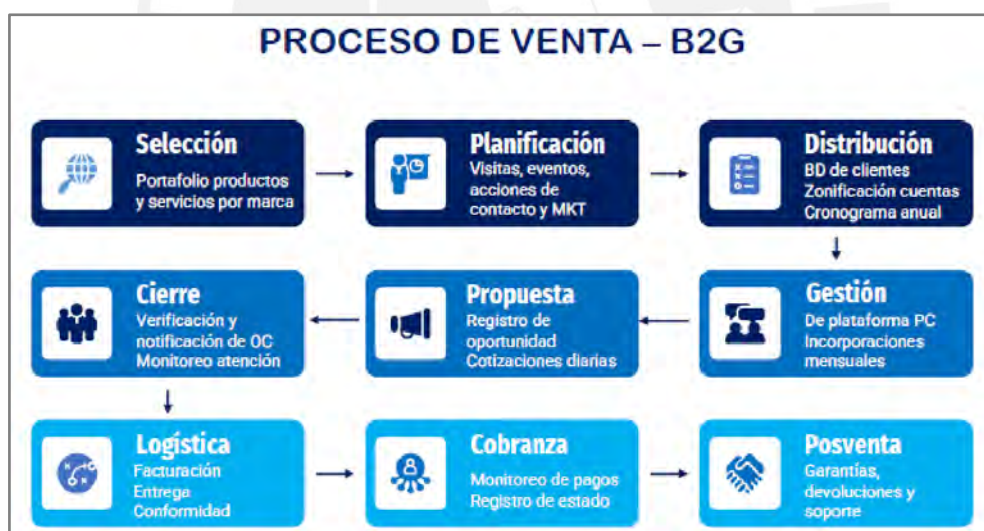 PROCESO DE VENTA – B2G
Selección
Portafolio productos
y servicios por marca
Planificación
Visitas, eventos,
acciones de
contacto y MKT
Distribución
BD de clientes
Zonificación cuentas
Cronograma anual
Cierre
Verificación y
notificación de OC
Monitoreo atención
Propuesta
Registro de
oportunidad
Cotizaciones diarias
Gestión
De plataforma PC
Incorporaciones
mensuales
Logística
Facturación
Entrega
Conformidad
Cobranza
Monitoreo de pagos
Registro de estado
Posventa
Garantías,
devoluciones y
soporte